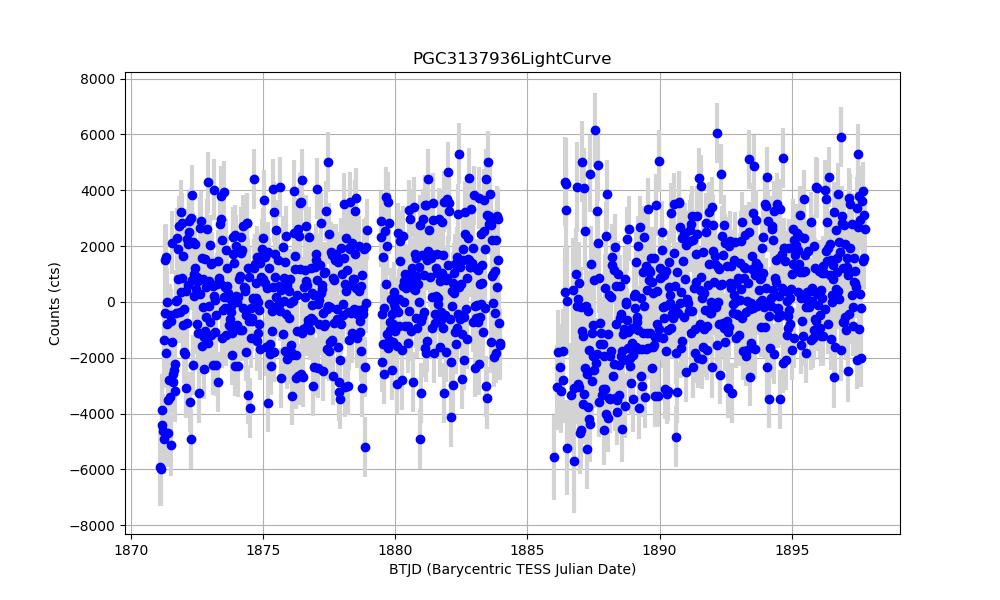 PGC3137936LightCurve
8000
6000
4000
2000
0
−2000
−4000
−6000
−8000
Counts (cts)
1870 1875 1880 1885 1890 1895
BTJD (Barycentric TESS Julian Date)